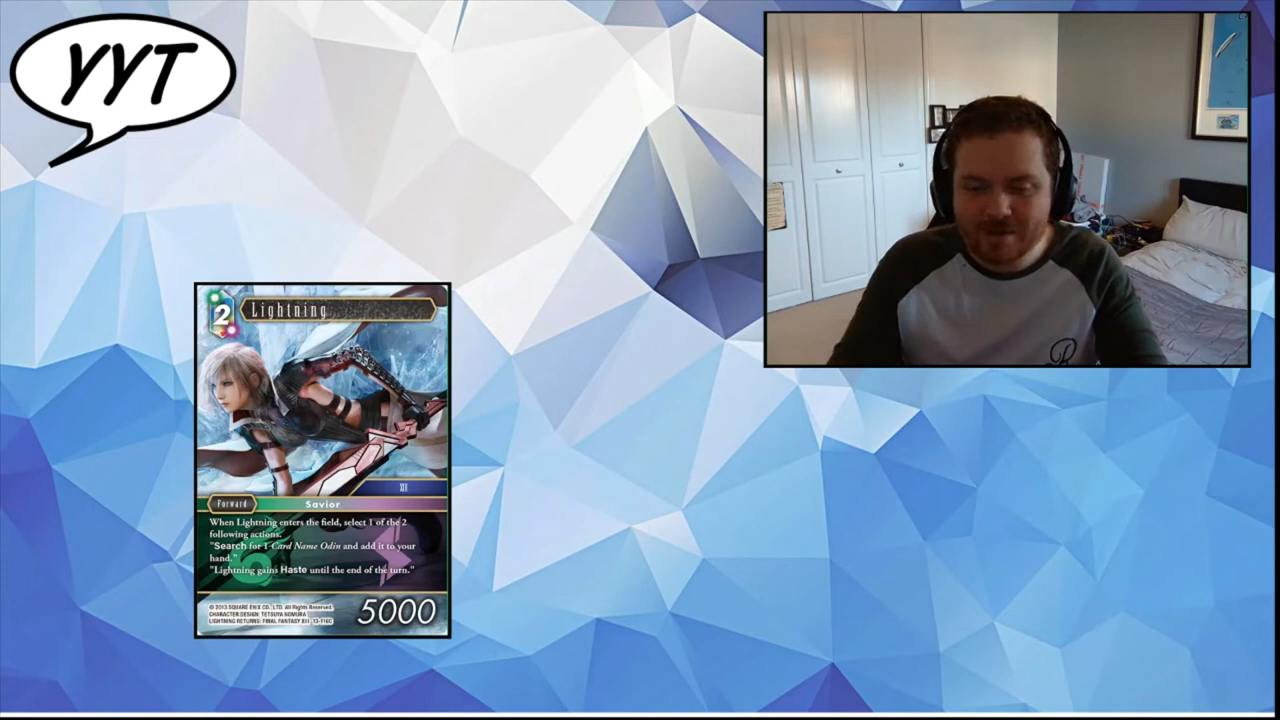 YYT
2
Lightning
XIII
Forward
Savior
When Lightning enters the field, select 1 of the 2
following actions.
"Search for 1 Card Name Odin and add it to your
hand."
"Lightning gains Haste until the end of the turn."
© 2013 SQUARE ENIX CO., LTD. All Rights Reserved.
CHARACTER DESIGN: TETSUYA NOMURA
LIGHTNING RETURNS: FINAL FANTASY XIII 13-116C
5000